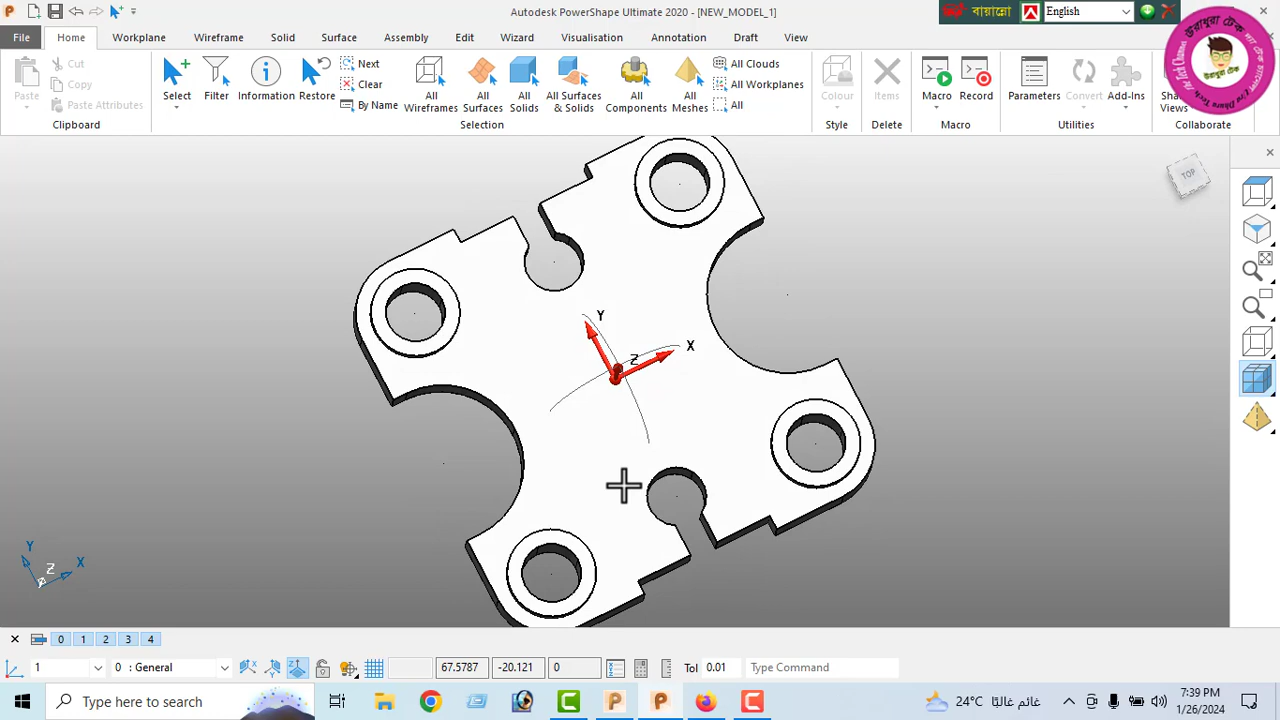 Autodesk PowerShape Ultimate 2020 - [NEW_MODEL_1]
বায়ান্নো
English
File Home Workplane Wireframe Solid Surface Assembly Edit Visualisation Annotation Draft View
Paste
Cut
Copy
Paste Attributes
Clipboard
Select
Filter
Information
Restore
Next
Clear
By Name
All Wireframes
All Surfaces
All Solids
All Surfaces & Solids
All Components
All Meshes
All Clouds
All Workplanes
All
Selection
Colour
Style
Items
Delete
Macro
Record
Macro
Parameters
Convert
Add-Ins
Utilities
Views
Collaborate
TOP
Y
X
Z
Y
X
Z
0 1 2 3 4
1
0 : General
67.5787 -20.121 0
Tol 0.01
Type Command
Type here to search
24°C غائم غالبًا
7:39 PM
1/26/2024